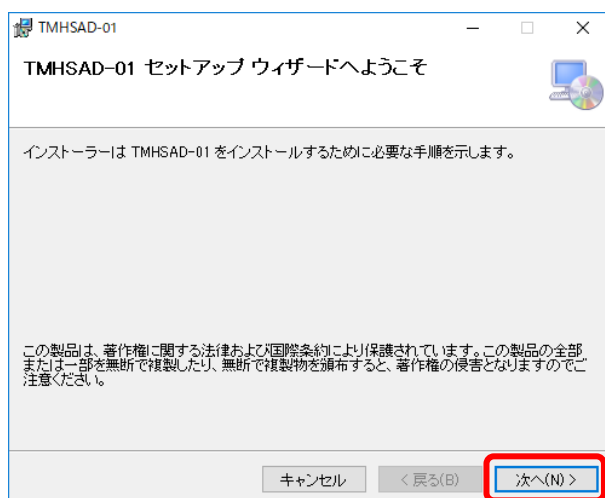 TMHSAD-01
TMHSAD-01 セットアップ ウィザードへようこそ
インストーラーは TMHSAD-01 をインストールするために必要な手順を示します。
この製品は、著作権に関する法律および国際条約により保護されています。この製品の全部
または一部を無断で複製したり、無断で複製物を頒布すると、著作権の侵害となりますのでご
注意ください。
キャンセル
< 戻る(B)
次へ(N) >